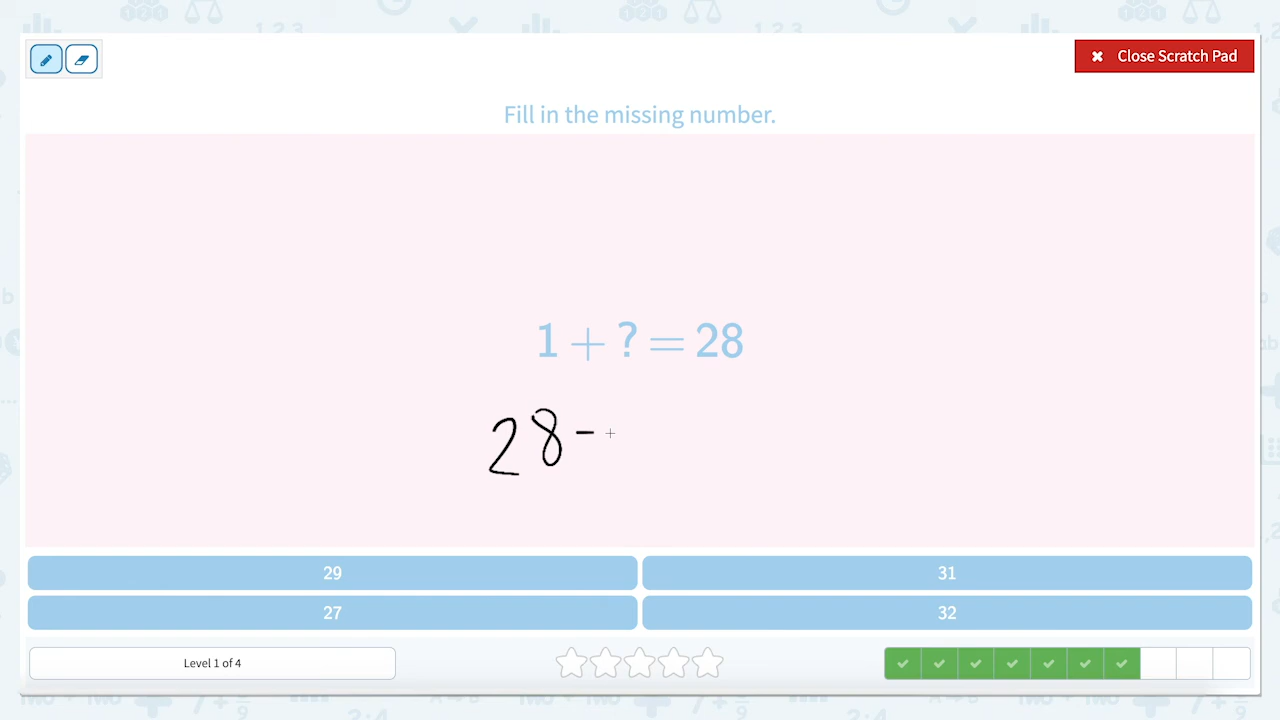 Close Scratch Pad
Fill in the missing number.
1 + ? = 28
28 -
29
31
27
32
Level 1 of 4